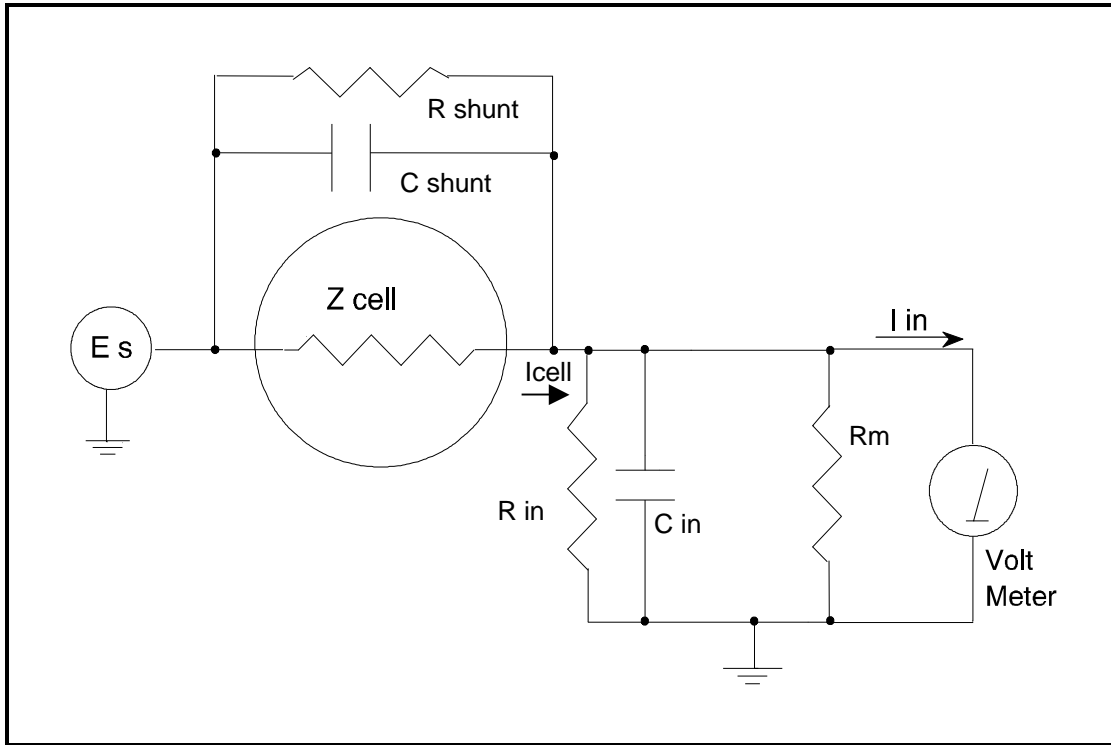 R shunt
C shunt
Z cell
E s
I in
Icell
Rm
R in
C in
Volt
Meter